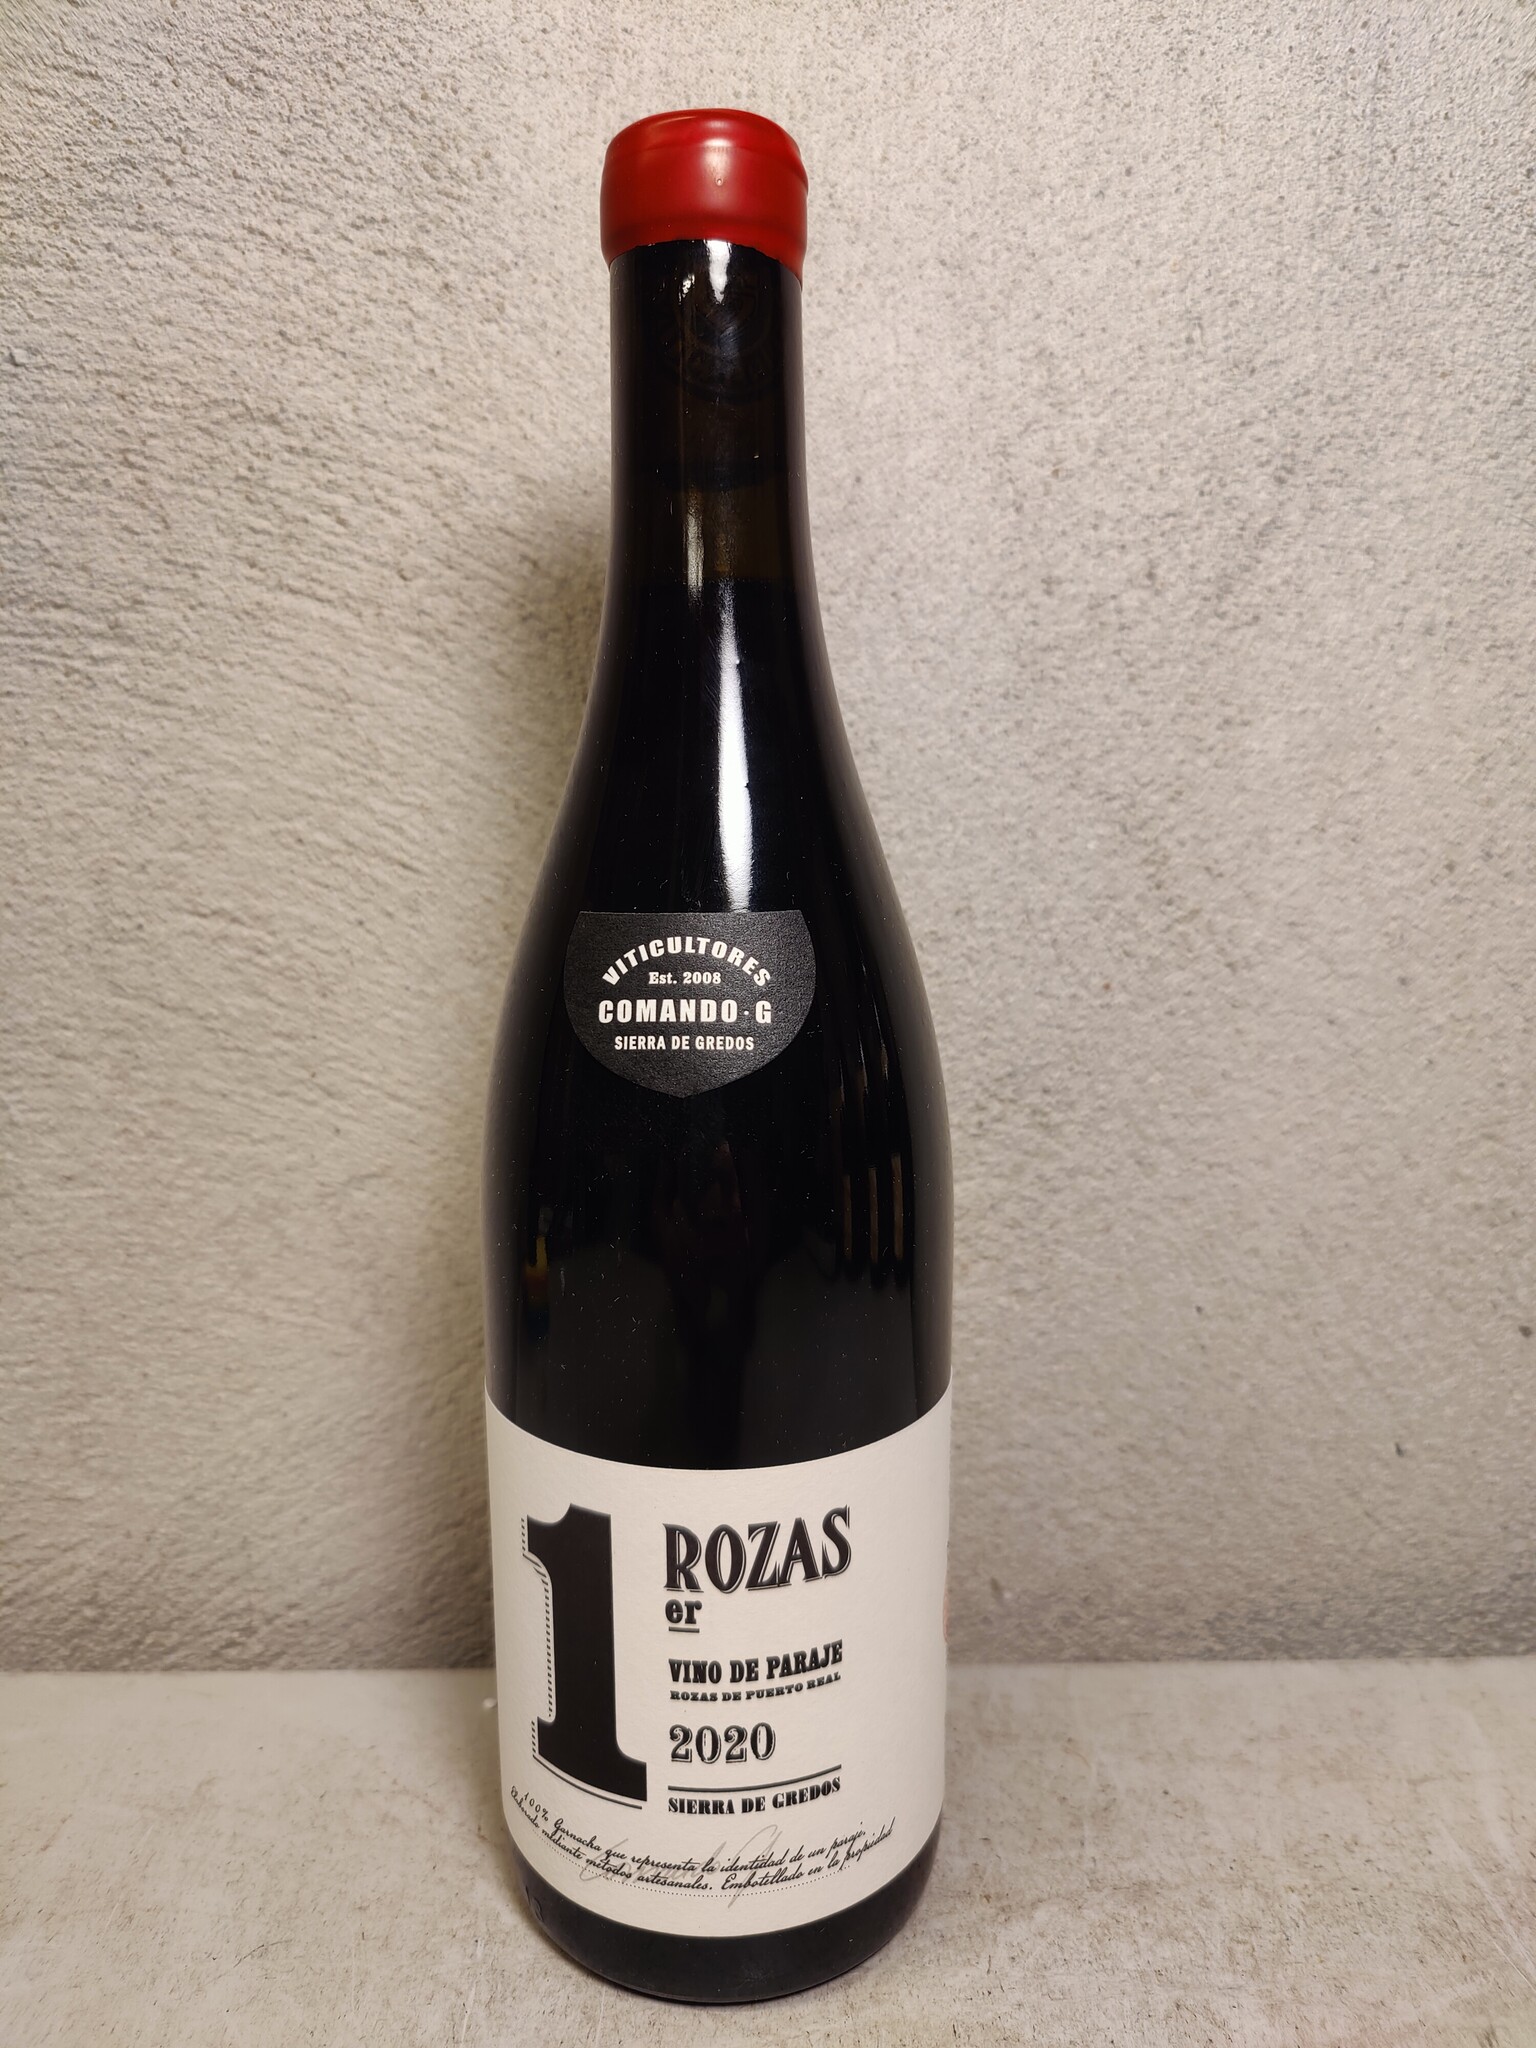 VITICULTORES
Est. 2008
COMANDO·G
SIERRA DE GREDOS
1 ROZAS
er
VINO DE PARAJE
ROZAS DE PUERTO REAL
2020
SIERRA DE GREDOS
100% Garnacha que representa la identidad de un paraje.
Elaborado mediante métodos artesanales. Embotellado en la propiedad